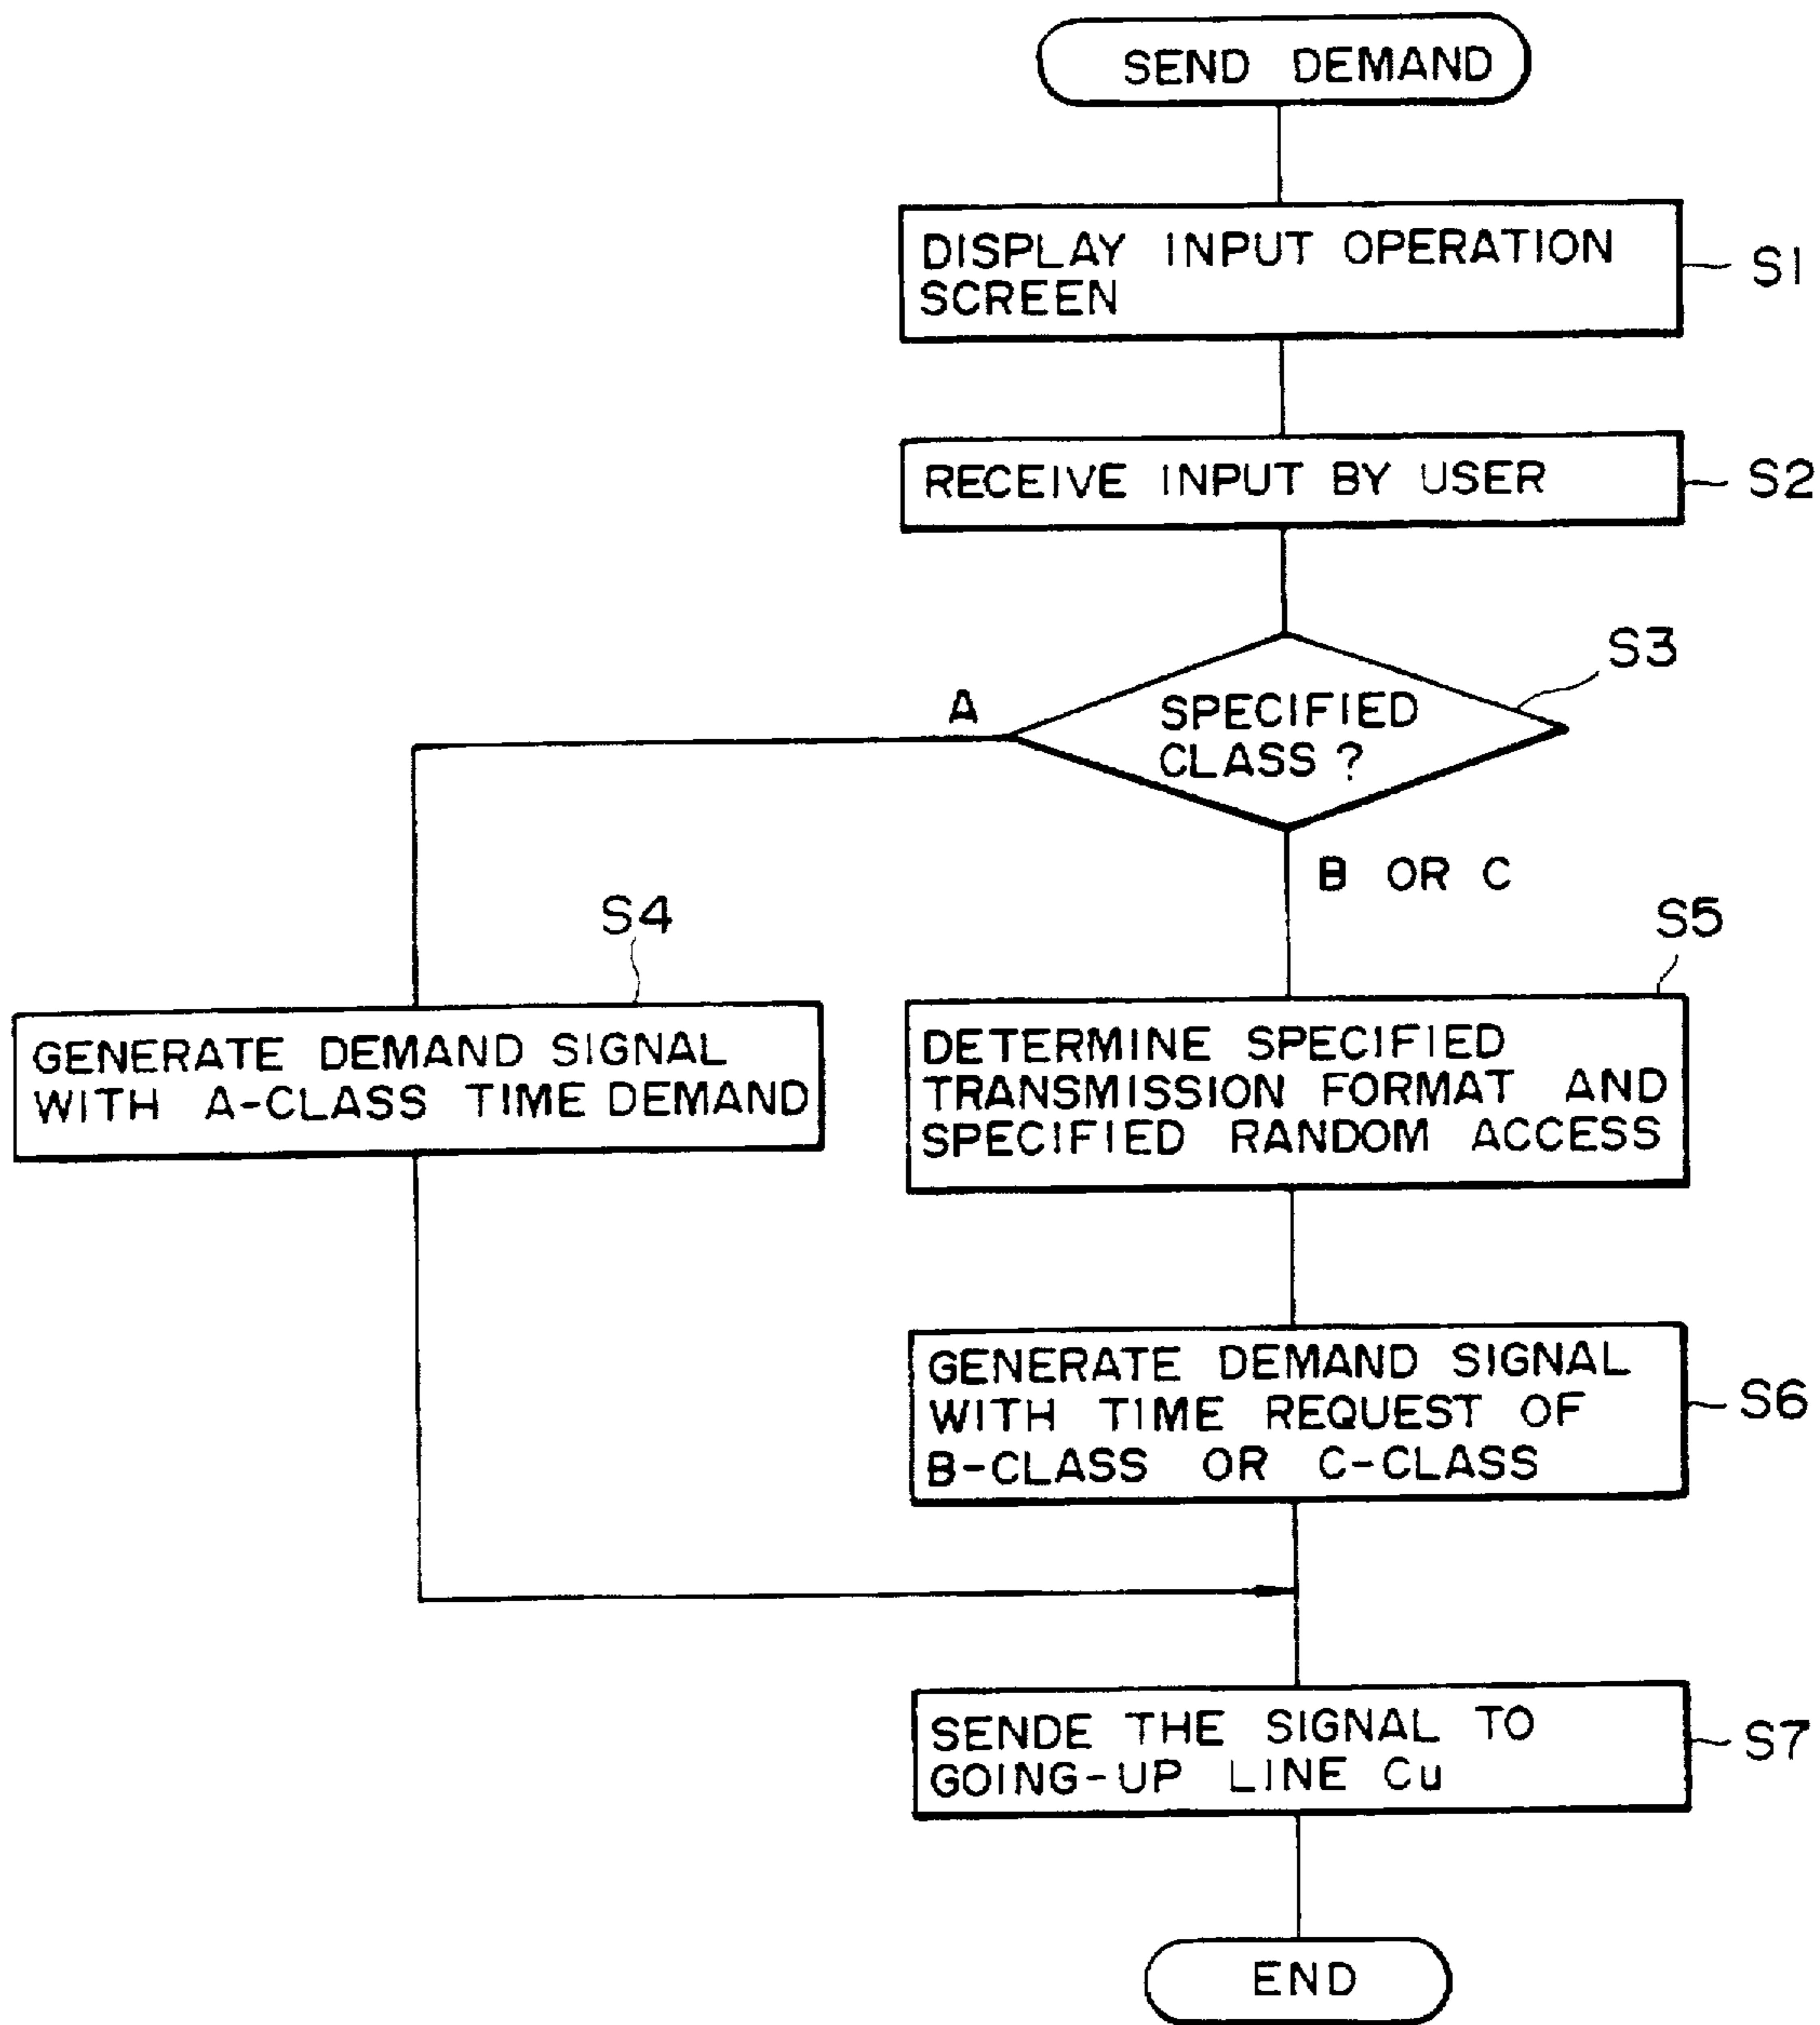 SEND DEMAND
DISPLAY INPUT OPERATION
SCREEN
S1
RECEIVE INPUT BY USER
S2
S3
SPECIFIED
CLASS?
A
B OR C
S4
GENERATE DEMAND SIGNAL
WITH A-CLASS TIME DEMAND
S5
DETERMINE SPECIFIED
TRANSMISSION FORMAT AND
SPECIFIED RANDOM ACCESS
GENERATE DEMAND SIGNAL
WITH TIME REQUEST OF
B-CLASS OR C-CLASS
S6
SENDE THE SIGNAL TO
GOING-UP LINE Cu
S7
END